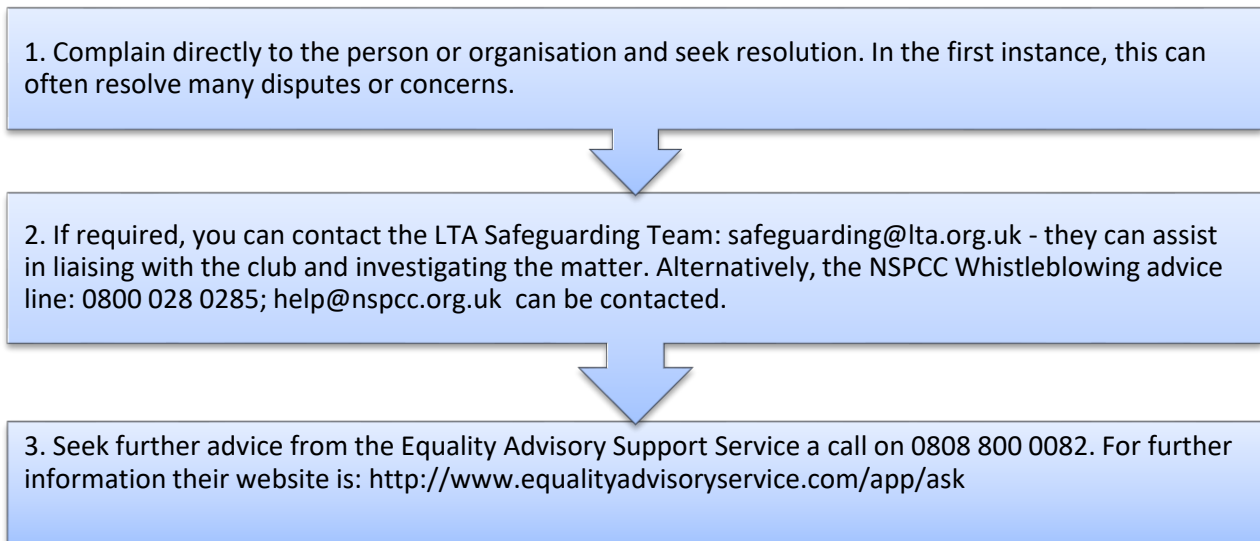 1. Complain directly to the person or organisation and seek resolution. In the first instance, this can
often resolve many disputes or concerns.
2. If required, you can contact the LTA Safeguarding Team: safeguarding@lta.org.uk - they can assist
in liaising with the club and investigating the matter. Alternatively, the NSPCC Whistleblowing advice
line: 0800 028 0285; help@nspcc.org.uk  can be contacted.
3. Seek further advice from the Equality Advisory Support Service a call on 0808 800 0082. For further
information their website is: http://www.equalityadvisoryservice.com/app/ask